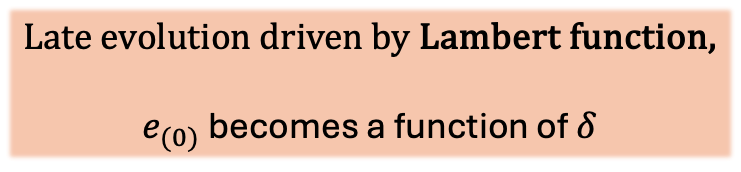 Late evolution driven by Lambert function,
𝑒₍₀₎ becomes a function of 𝛿